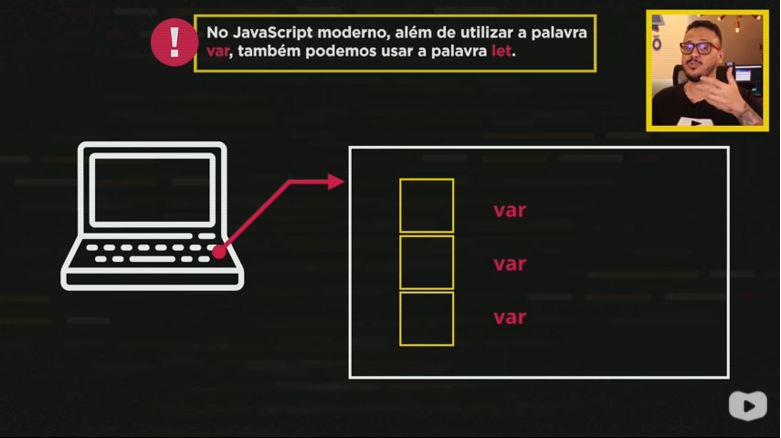 No JavaScript moderno, além de utilizar a palavra
var, também podemos usar a palavra let.
var
var
var